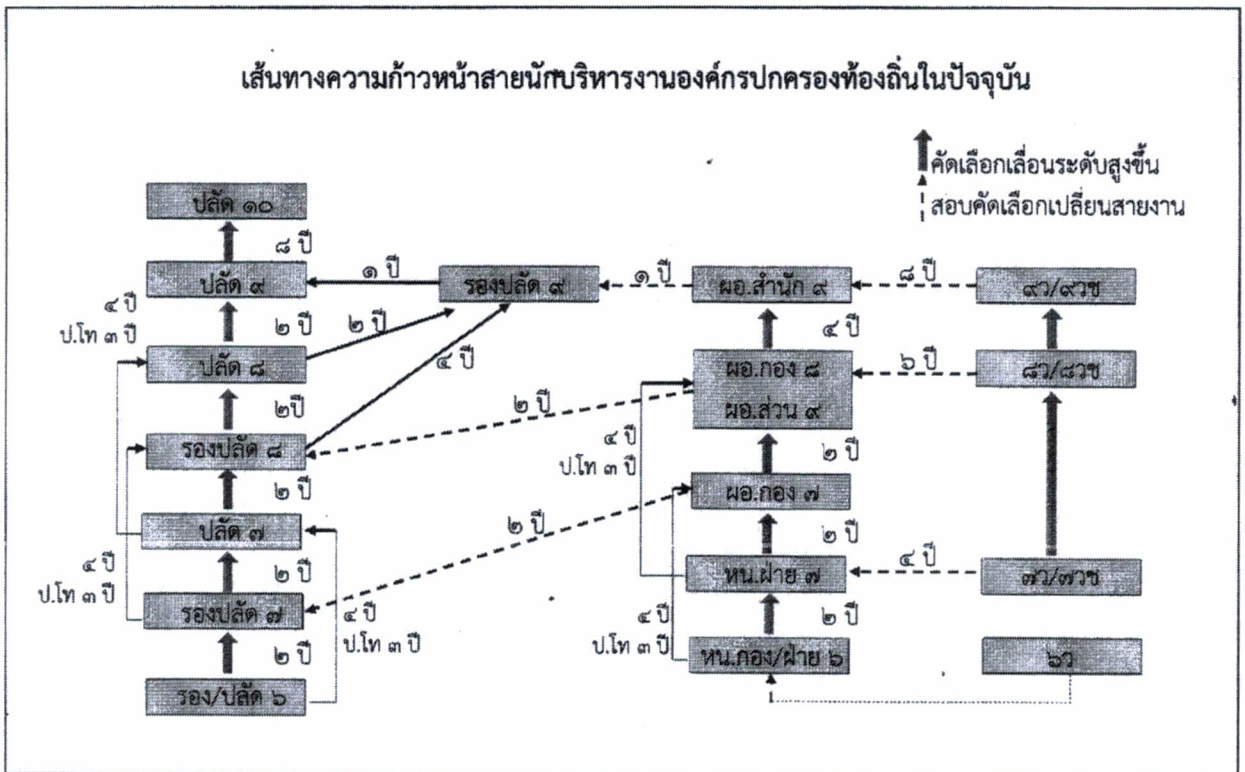 เส้นทางความก้าวหน้าสายนักบริหารงานองค์กรปกครองท้องถิ่นในปัจจุบัน
คัดเลือกเลื่อนระดับสูงขึ้น
สอบคัดเลือกเปลี่ยนสายงาน
ปลัด ๑๐
๘ ปี
ปลัด ๙
๑ ปี
รองปลัด ๙
๑ ปี
ผอ.สำนัก ๙
๘ ปี
๙ว/๙วช
๔ ปี
ป.โท ๓ ปี
๒ ปี
๒ ปี
๔ ปี
๔ ปี
ปลัด ๘
ผอ.กอง ๘
ผอ.ส่วน ๙
๖ ปี
๘ว/๘วช
๒ปี
๒ ปี
รองปลัด ๘
๔ ปี
ป.โท ๓ ปี
๒ ปี
๒ ปี
ผอ.กอง ๗
ปลัด ๗
๒ ปี
๒ ปี
๔ ปี
ป.โท ๓ ปี
๒ ปี
หน.ฝ่าย ๗
๔ ปี
๗ว/๗วช
รองปลัด ๗
๔ ปี
ป.โท ๓ ปี
๔ ปี
ป.โท ๓ ปี
๒ ปี
๒ ปี
หน.กอง/ฝ่าย ๖
๖ว
รอง/ปลัด ๖